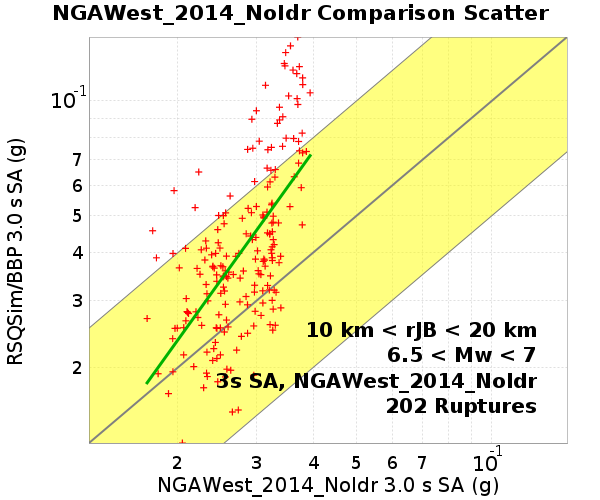 NGAWest_2014_NoIdr Comparison Scatter
RSQSim/BBP 3.0 s SA (g)
10-1
7
6
5
4
3
2
10 km < rJB < 20 km
6.5 < Mw < 7
3s SA, NGAWest_2014_NoIdr
202 Ruptures
2 3 4 5 6 7 10-1
NGAWest_2014_NoIdr 3.0 s SA (g)